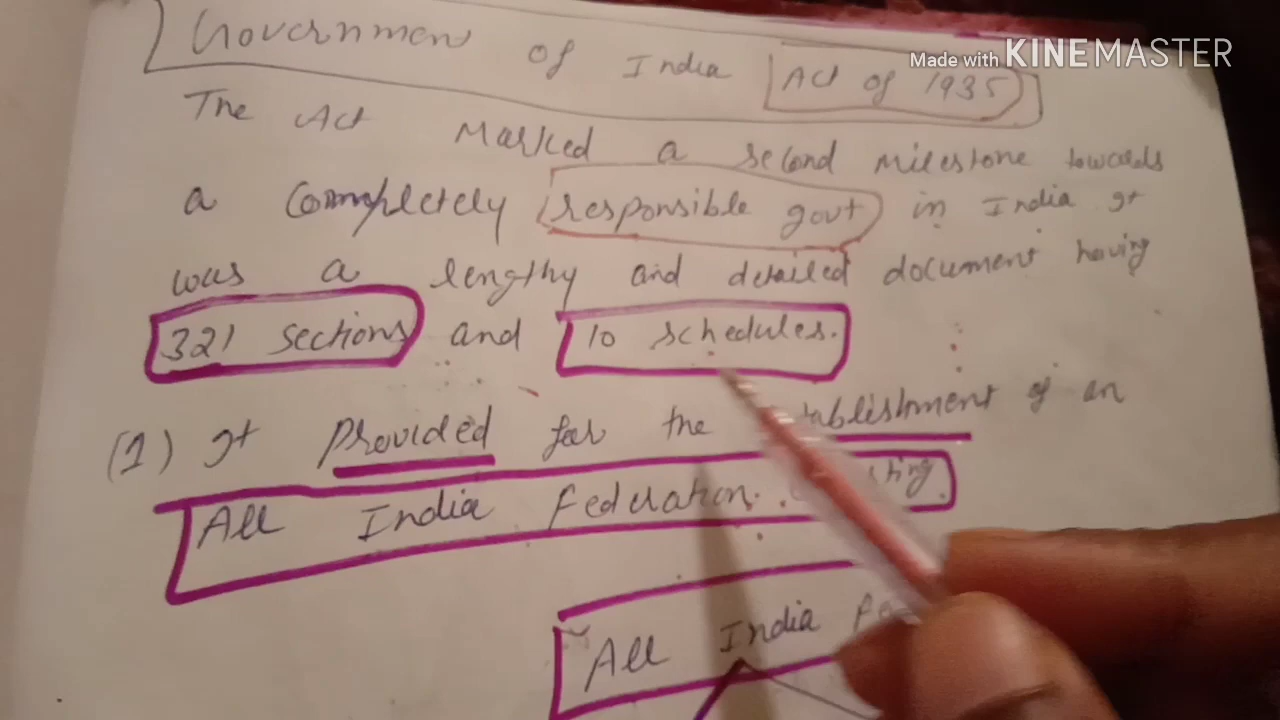 Made with KINEMASTER
Government of India Act of 1935
The Act Marked a second milestone towards
a completely responsible govt in India It
was a lengthy and detailed document having
321 sections and 10 schedules.
(1) It provided for the establishment of an
All India Federation
All India